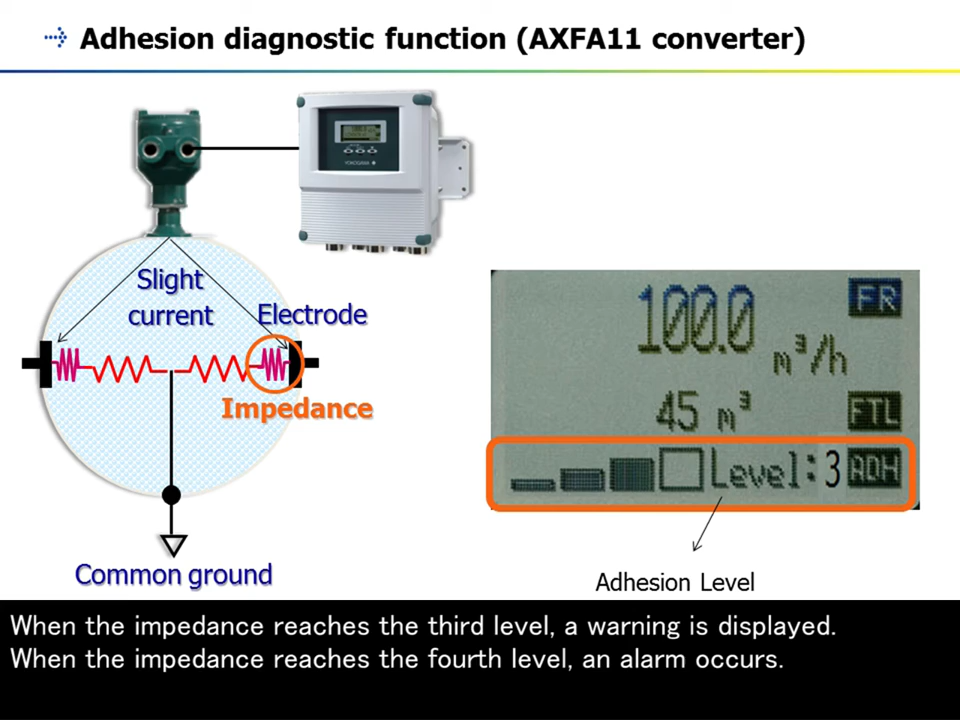 Adhesion diagnostic function (AXFA11 converter)
YOKOGAWA
Slight
current
Electrode
Impedance
Common ground
100.0
FR
m³/h
45 m³
FTL
Level:3
ADH
Adhesion Level
When the impedance reaches the third level, a warning is displayed.
When the impedance reaches the fourth level, an alarm occurs.